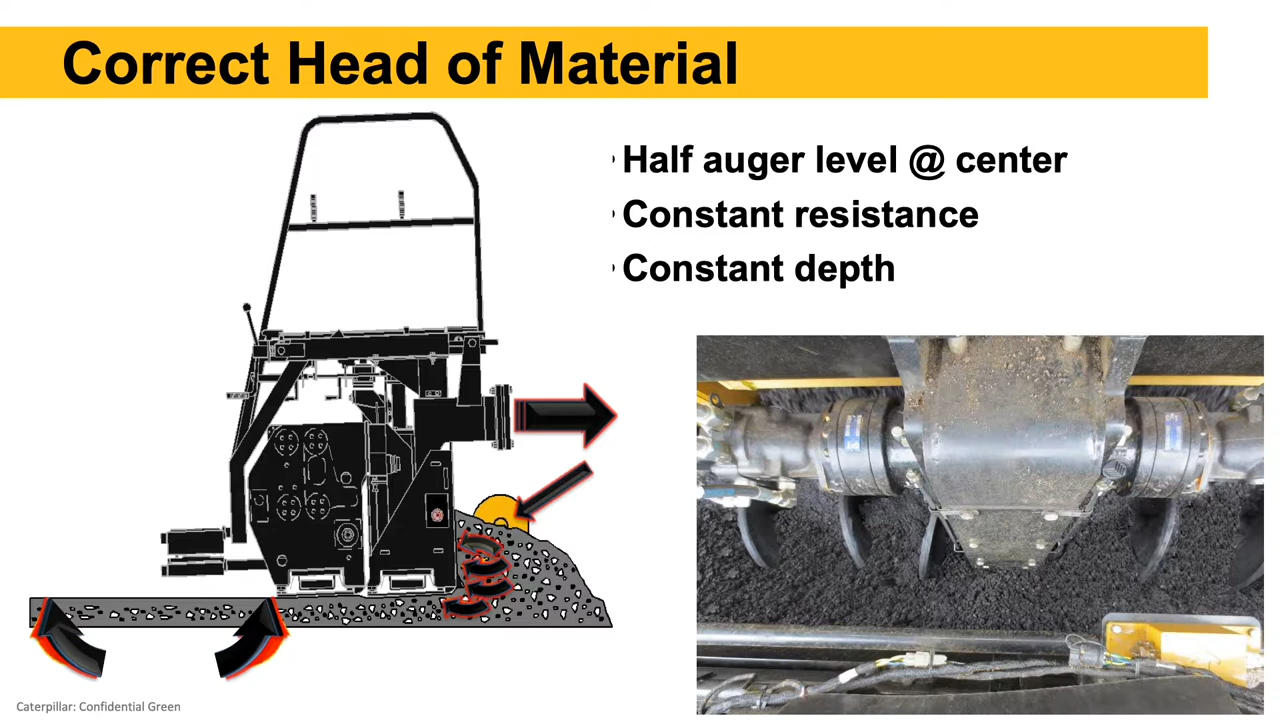 Correct Head of Material
Half auger level @ center
Constant resistance
Constant depth
Caterpillar: Confidential Green